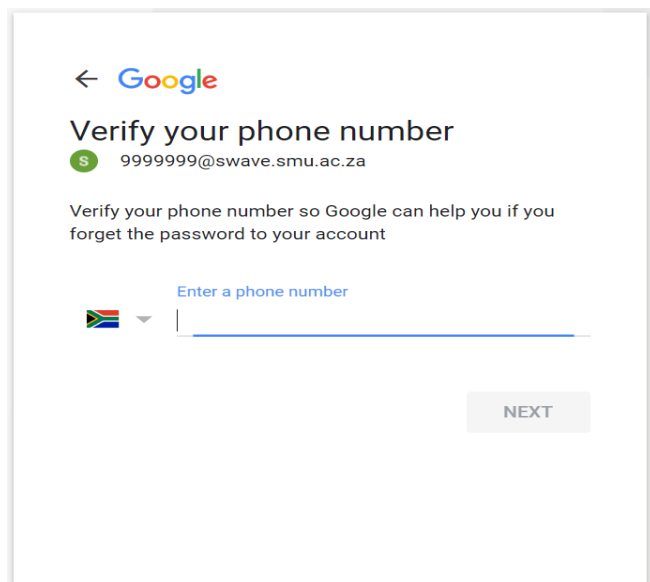 Google
Verify your phone number
S 9999999@swave.smu.ac.za
Verify your phone number so Google can help you if you
forget the password to your account
Enter a phone number
NEXT